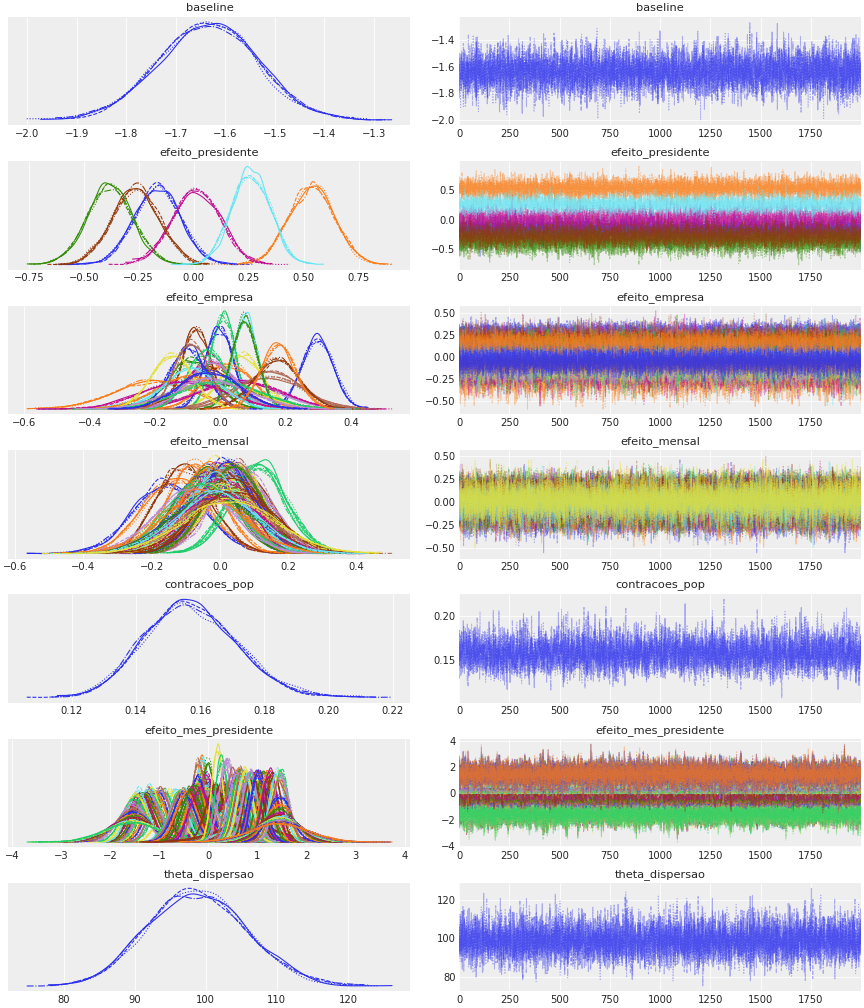 baseline baseline
−2.0 −1.9 −1.8 −1.7 −1.6 −1.5 −1.4 −1.3
−1.4
−1.6
−1.8
−2.0
0 250 500 750 1000 1250 1500 1750
efeito_presidente efeito_presidente
−0.75 −0.50 −0.25 0.00 0.25 0.50 0.75
0.5
0.0
−0.5
0 250 500 750 1000 1250 1500 1750
efeito_empresa efeito_empresa
−0.6 −0.4 −0.2 0.0 0.2 0.4
0.50
0.25
0.00
−0.25
−0.50
0 250 500 750 1000 1250 1500 1750
efeito_mensal efeito_mensal
−0.6 −0.4 −0.2 0.0 0.2 0.4
0.50
0.25
0.00
−0.25
−0.50
0 250 500 750 1000 1250 1500 1750
contracoes_pop contracoes_pop
0.12 0.14 0.16 0.18 0.20 0.22
0.20
0.15
0 250 500 750 1000 1250 1500 1750
efeito_mes_presidente efeito_mes_presidente
−4 −3 −2 −1 0 1 2 3 4
4
2
0
−2
−4
0 250 500 750 1000 1250 1500 1750
theta_dispersao theta_dispersao
80 90 100 110 120
120
100
80
0 250 500 750 1000 1250 1500 1750